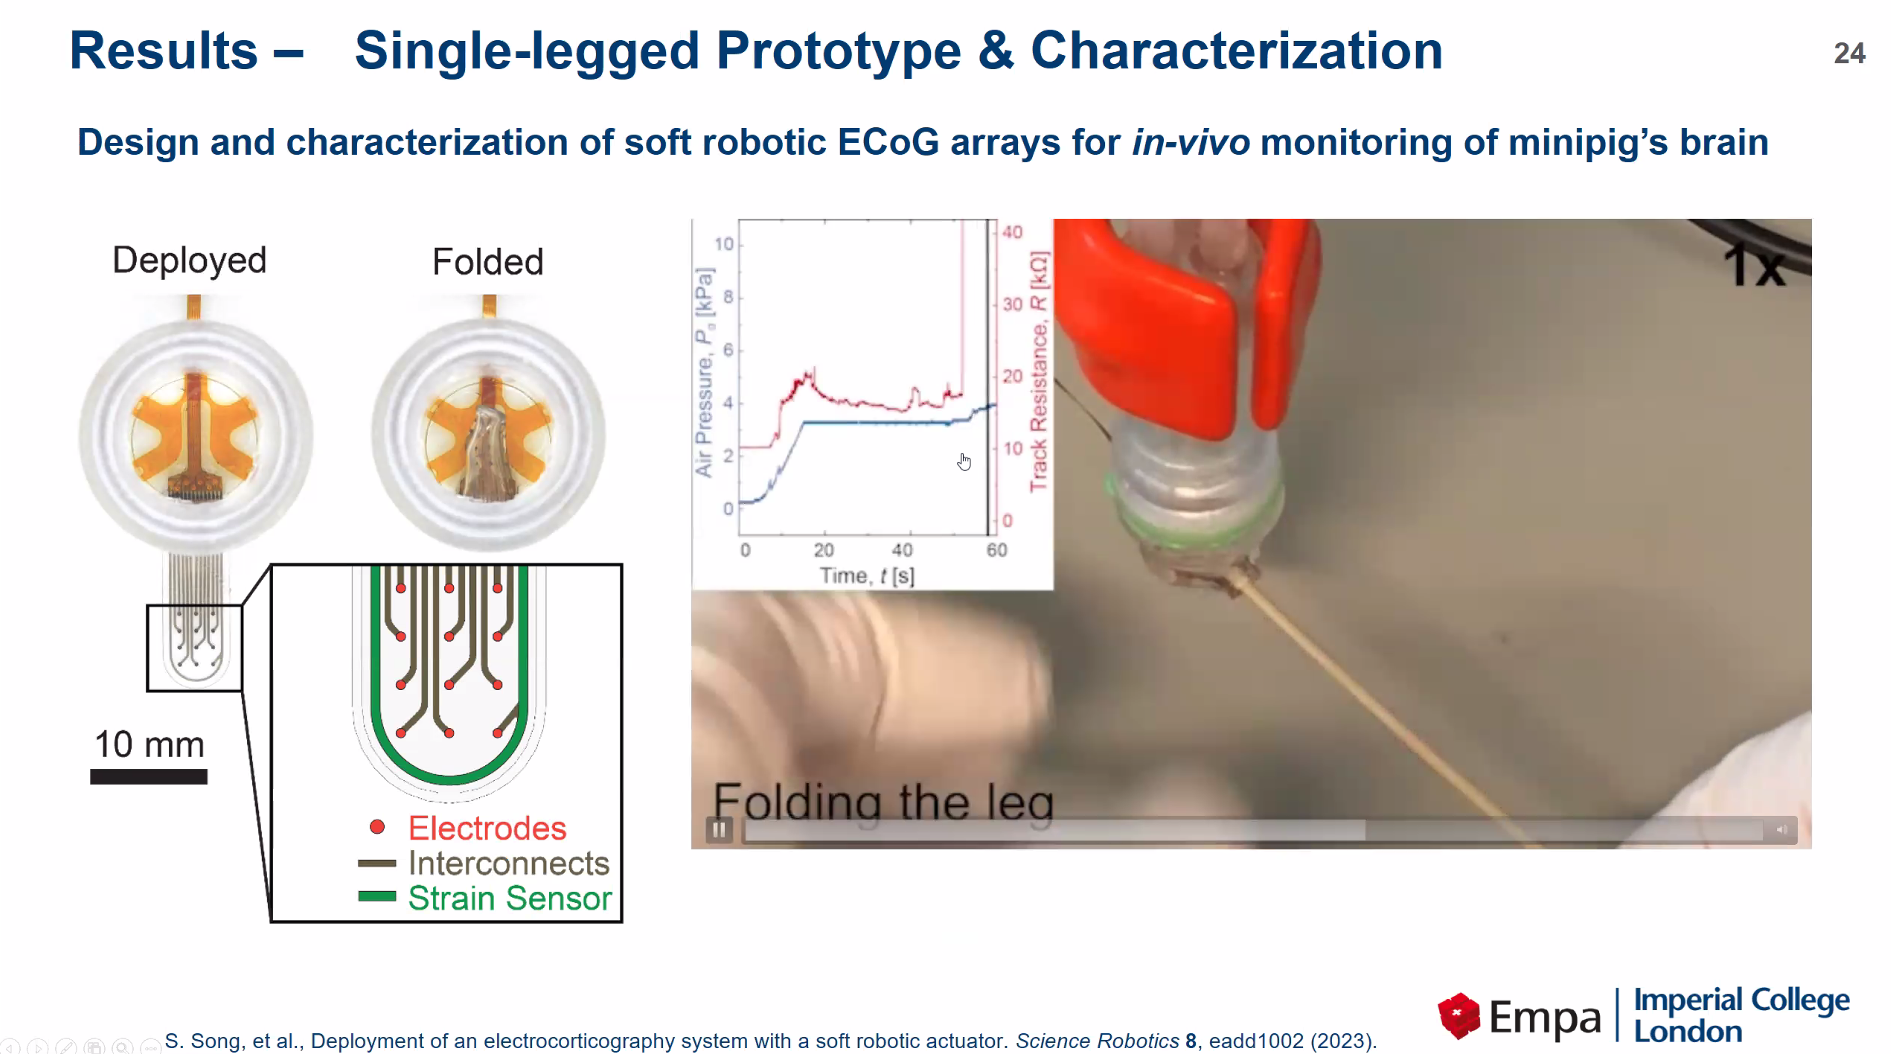 Results – Single-legged Prototype & Characterization
24
Design and characterization of soft robotic ECoG arrays for in-vivo monitoring of minipig’s brain
Deployed
Folded
10 mm
Electrodes
Interconnects
Strain Sensor
Air Pressure, Pa [kPa]
10
8
6
4
2
0
40
30
20
10
0
Track Resistance, R [kΩ]
0 20 40 60
Time, t [s]
1x
Folding the leg
Empa
Imperial College
London
S. Song, et al., Deployment of an electrocorticography system with a soft robotic actuator. Science Robotics 8, eadd1002 (2023).